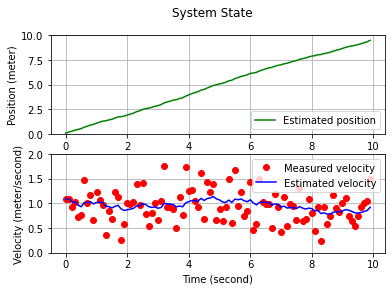 System State
Position (meter)
10.0
7.5
5.0
2.5
0.0
Estimated position
0 2 4 6 8 10
Velocity (meter/second)
2.0
1.5
1.0
0.5
0.0
Measured velocity
Estimated velocity
0 2 4 6 8 10
Time (second)